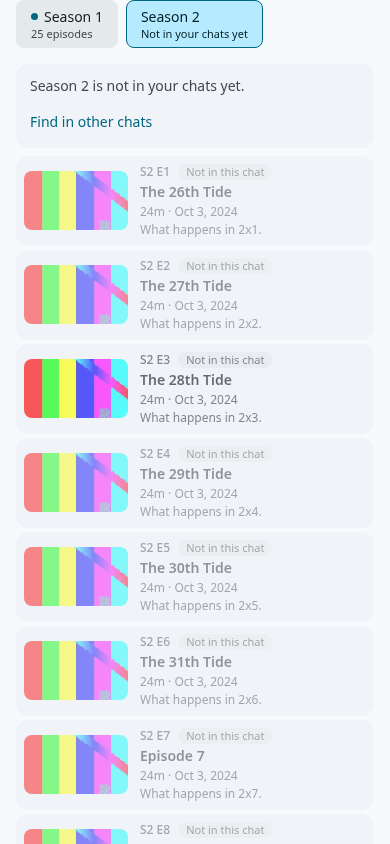 Season 1
25 episodes
Season 2
Not in your chats yet
Season 2 is not in your chats yet.
Find in other chats
S2 E1 Not in this chat
The 26th Tide
24m · Oct 3, 2024
What happens in 2x1.
S2 E2 Not in this chat
The 27th Tide
24m · Oct 3, 2024
What happens in 2x2.
S2 E3 Not in this chat
The 28th Tide
24m · Oct 3, 2024
What happens in 2x3.
S2 E4 Not in this chat
The 29th Tide
24m · Oct 3, 2024
What happens in 2x4.
S2 E5 Not in this chat
The 30th Tide
24m · Oct 3, 2024
What happens in 2x5.
S2 E6 Not in this chat
The 31th Tide
24m · Oct 3, 2024
What happens in 2x6.
S2 E7 Not in this chat
Episode 7
24m · Oct 3, 2024
What happens in 2x7.
S2 E8 Not in this chat